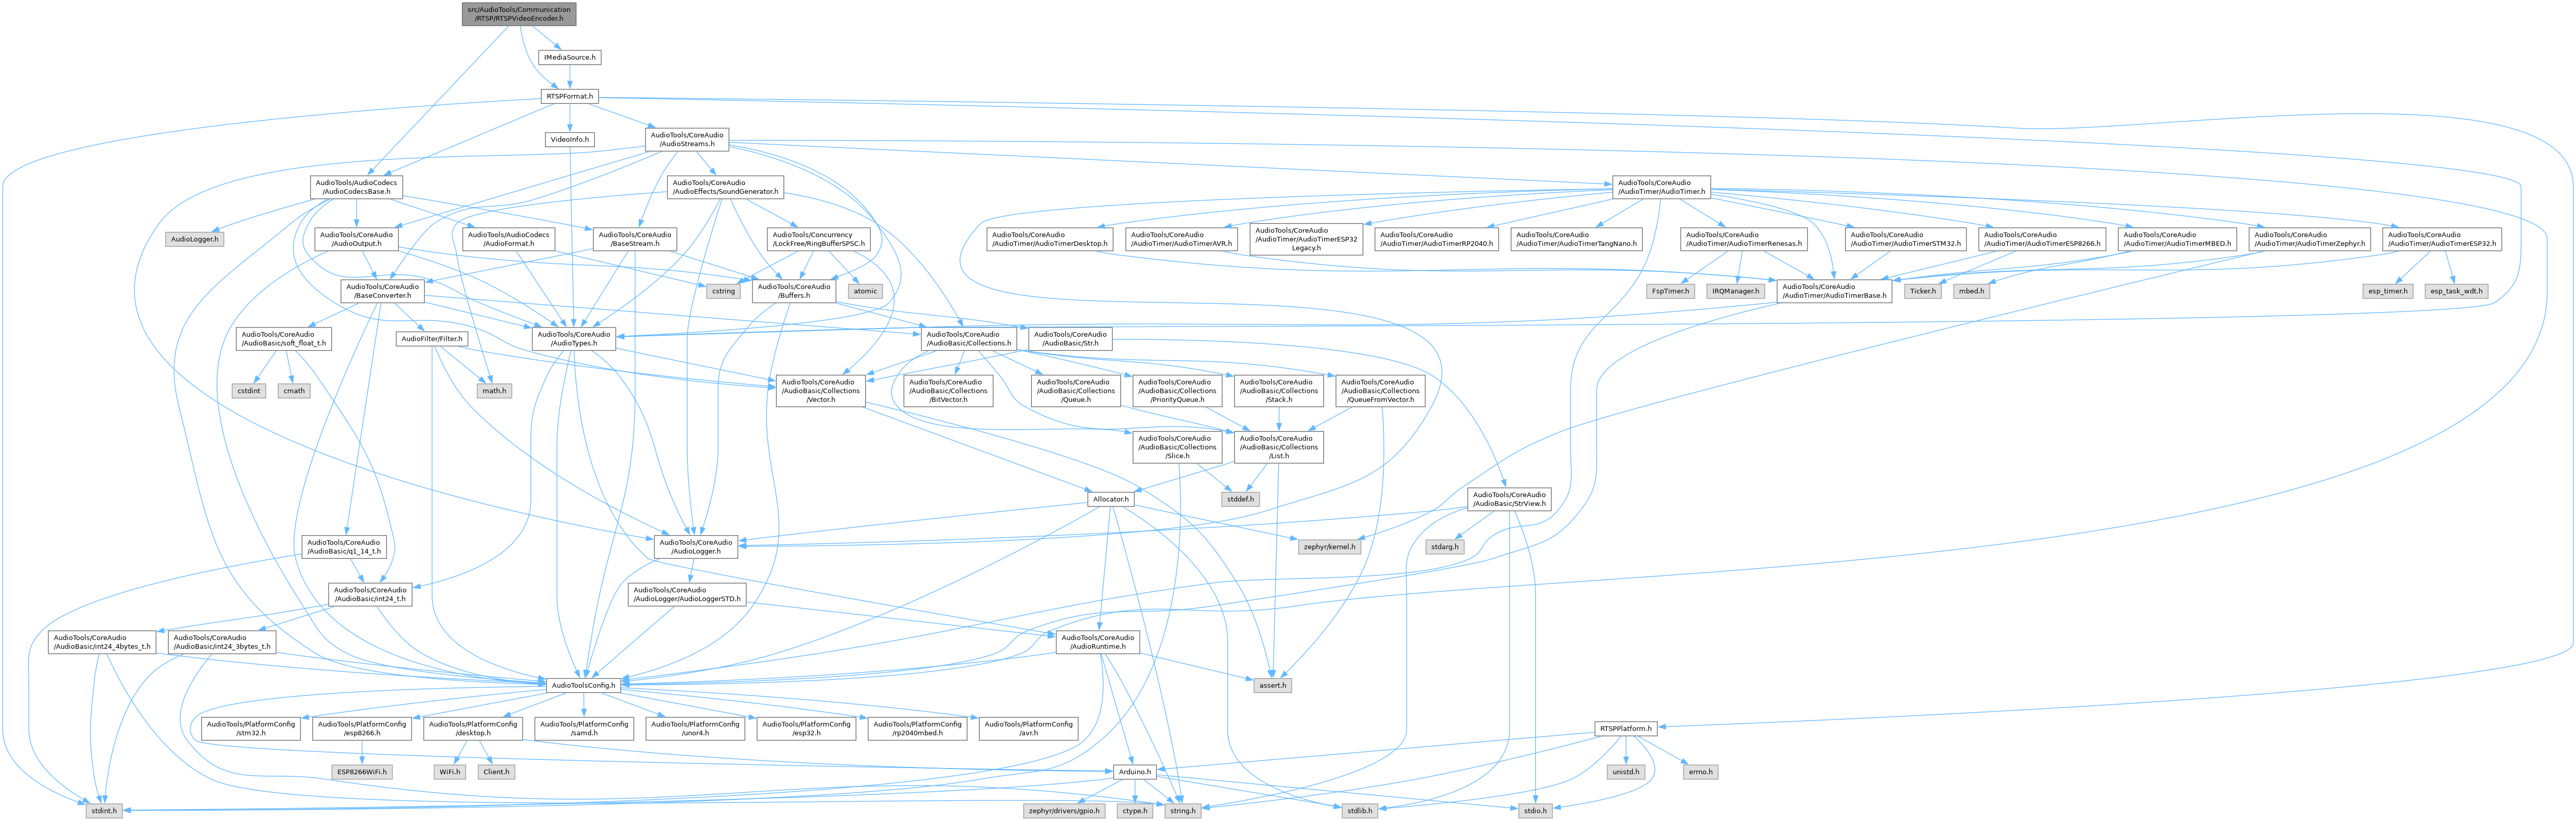 src/AudioTools/Communication
/RTSP/RTSPVideoEncoder.h
IMediaSource.h
RTSPFormat.h
VideoInfo.h
AudioTools/CoreAudio
/AudioStreams.h
AudioTools/AudioCodecs
/AudioCodecsBase.h
AudioTools/CoreAudio
/AudioEffects/SoundGenerator.h
AudioTools/CoreAudio
/AudioTimer/AudioTimer.h
AudioLogger.h
AudioTools/CoreAudio
/AudioOutput.h
AudioTools/AudioCodecs
/AudioFormat.h
AudioTools/CoreAudio
/BaseStream.h
AudioTools/Concurrency
/LockFree/RingBufferSPSC.h
AudioTools/CoreAudio
/AudioTimer/AudioTimerDesktop.h
AudioTools/CoreAudio
/AudioTimer/AudioTimerAVR.h
AudioTools/CoreAudio
/AudioTimer/AudioTimerESP32
Legacy.h
AudioTools/CoreAudio
/AudioTimer/AudioTimerRP2040.h
AudioTools/CoreAudio
/AudioTimer/AudioTimerTangNano.h
AudioTools/CoreAudio
/AudioTimer/AudioTimerRenesas.h
AudioTools/CoreAudio
/AudioTimer/AudioTimerSTM32.h
AudioTools/CoreAudio
/AudioTimer/AudioTimerESP8266.h
AudioTools/CoreAudio
/AudioTimer/AudioTimerMBED.h
AudioTools/CoreAudio
/AudioTimer/AudioTimerZephyr.h
AudioTools/CoreAudio
/AudioTimer/AudioTimerESP32.h
AudioTools/CoreAudio
/BaseConverter.h
cstring
AudioTools/CoreAudio
/Buffers.h
atomic
FspTimer.h
IRQManager.h
AudioTools/CoreAudio
/AudioTimer/AudioTimerBase.h
Ticker.h
mbed.h
esp_timer.h
esp_task_wdt.h
AudioTools/CoreAudio
/AudioBasic/soft_float_t.h
AudioFilter/Filter.h
AudioTools/CoreAudio
/AudioTypes.h
AudioTools/CoreAudio
/AudioBasic/Collections.h
AudioTools/CoreAudio
/AudioBasic/Str.h
cstdint
cmath
math.h
AudioTools/CoreAudio
/AudioBasic/Collections
/Vector.h
AudioTools/CoreAudio
/AudioBasic/Collections
/BitVector.h
AudioTools/CoreAudio
/AudioBasic/Collections
/Queue.h
AudioTools/CoreAudio
/AudioBasic/Collections
/PriorityQueue.h
AudioTools/CoreAudio
/AudioBasic/Collections
/Stack.h
AudioTools/CoreAudio
/AudioBasic/Collections
/QueueFromVector.h
AudioTools/CoreAudio
/AudioBasic/Collections
/Slice.h
AudioTools/CoreAudio
/AudioBasic/Collections
/List.h
Allocator.h
stddef.h
AudioTools/CoreAudio
/AudioBasic/StrView.h
AudioTools/CoreAudio
/AudioBasic/q1_14_t.h
AudioTools/CoreAudio
/AudioLogger.h
zephyr/kernel.h
stdarg.h
AudioTools/CoreAudio
/AudioBasic/int24_t.h
AudioTools/CoreAudio
/AudioLogger/AudioLoggerSTD.h
AudioTools/CoreAudio
/AudioBasic/int24_4bytes_t.h
AudioTools/CoreAudio
/AudioBasic/int24_3bytes_t.h
AudioTools/CoreAudio
/AudioRuntime.h
AudioToolsConfig.h
assert.h
AudioTools/PlatformConfig
/stm32.h
AudioTools/PlatformConfig
/esp8266.h
AudioTools/PlatformConfig
/desktop.h
AudioTools/PlatformConfig
/samd.h
AudioTools/PlatformConfig
/unor4.h
AudioTools/PlatformConfig
/esp32.h
AudioTools/PlatformConfig
/rp2040mbed.h
AudioTools/PlatformConfig
/avr.h
RTSPPlatform.h
ESP8266WiFi.h
WiFi.h
Client.h
Arduino.h
unistd.h
errno.h
stdint.h
zephyr/drivers/gpio.h
ctype.h
string.h
stdlib.h
stdio.h